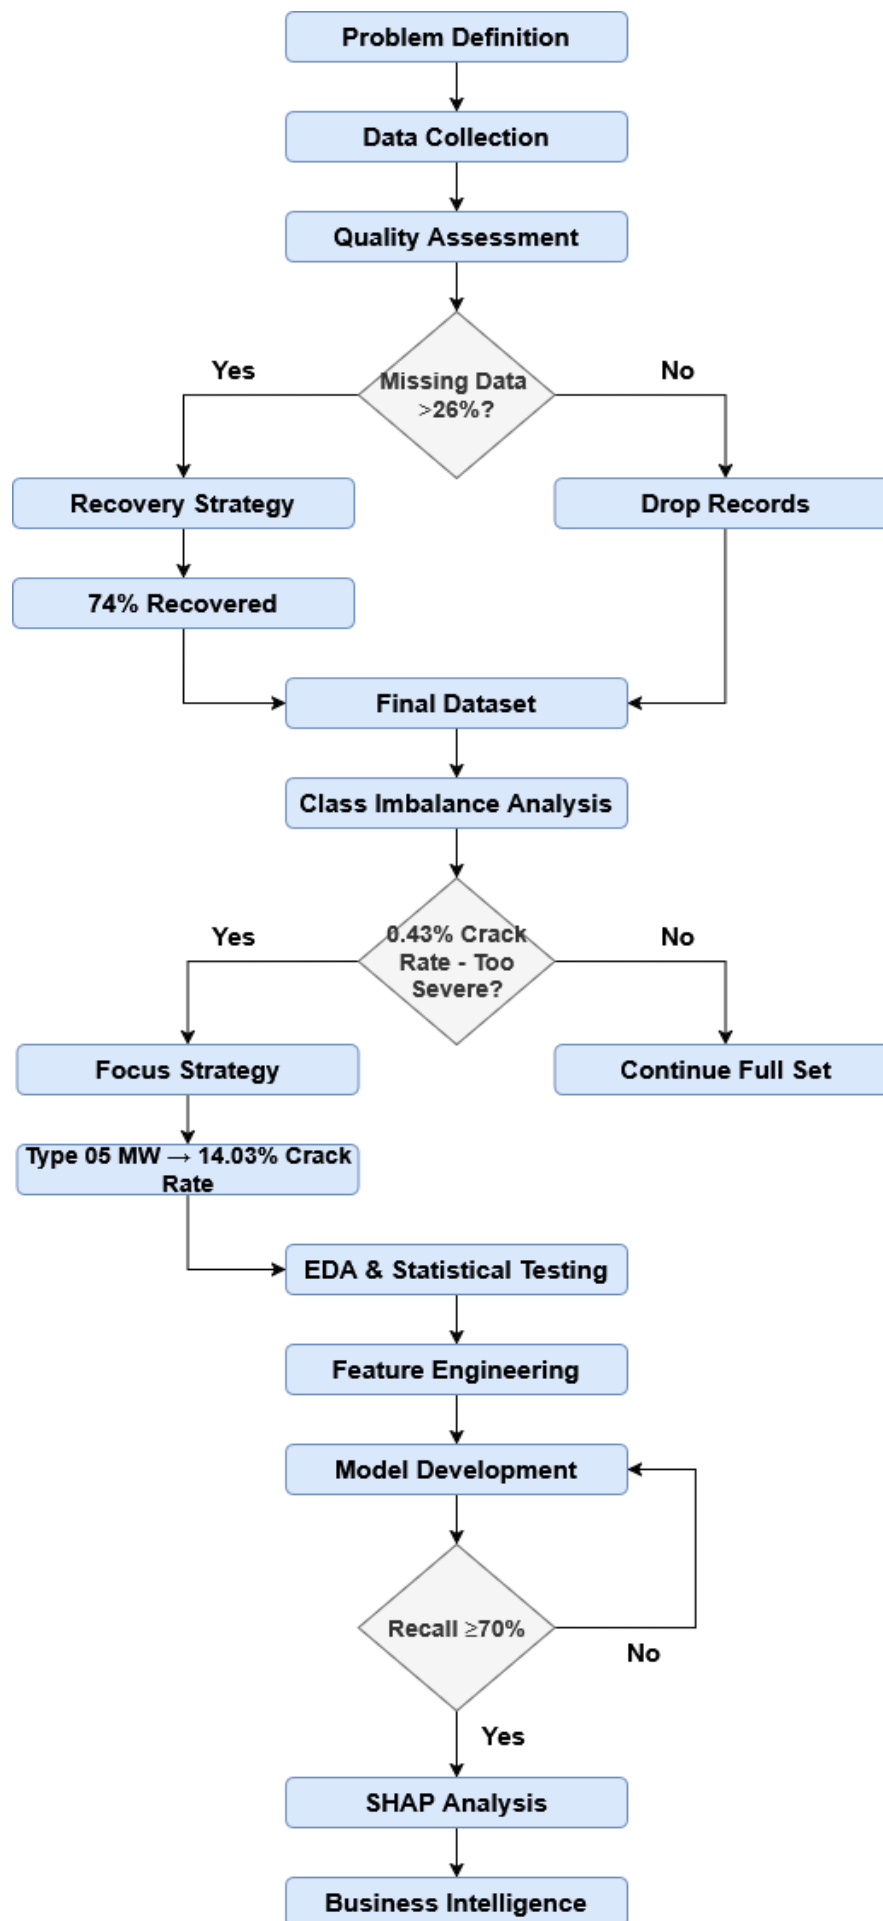 Problem Definition
Data Collection
Quality Assessment
Missing Data
>26%?
Yes
No
Recovery Strategy
Drop Records
74% Recovered
Final Dataset
Class Imbalance Analysis
0.43% Crack
Rate - Too
Severe?
Yes
No
Focus Strategy
Continue Full Set
Type 05 MW → 14.03% Crack
Rate
EDA & Statistical Testing
Feature Engineering
Model Development
Recall ≥70%
No
Yes
SHAP Analysis
Business Intelligence